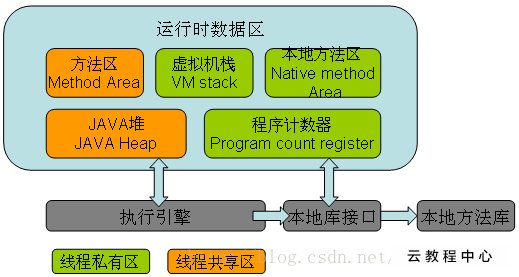 运行时数据区
方法区
Method Area
虚拟机栈
VM stack
本地方法区
Native method
Area
JAVA堆
JAVA Heap
程序计数器
Program count register
执行引擎
本地库接口
本地方法库
线程私有区
线程共享区
blog.csdn.net/
云教程中心